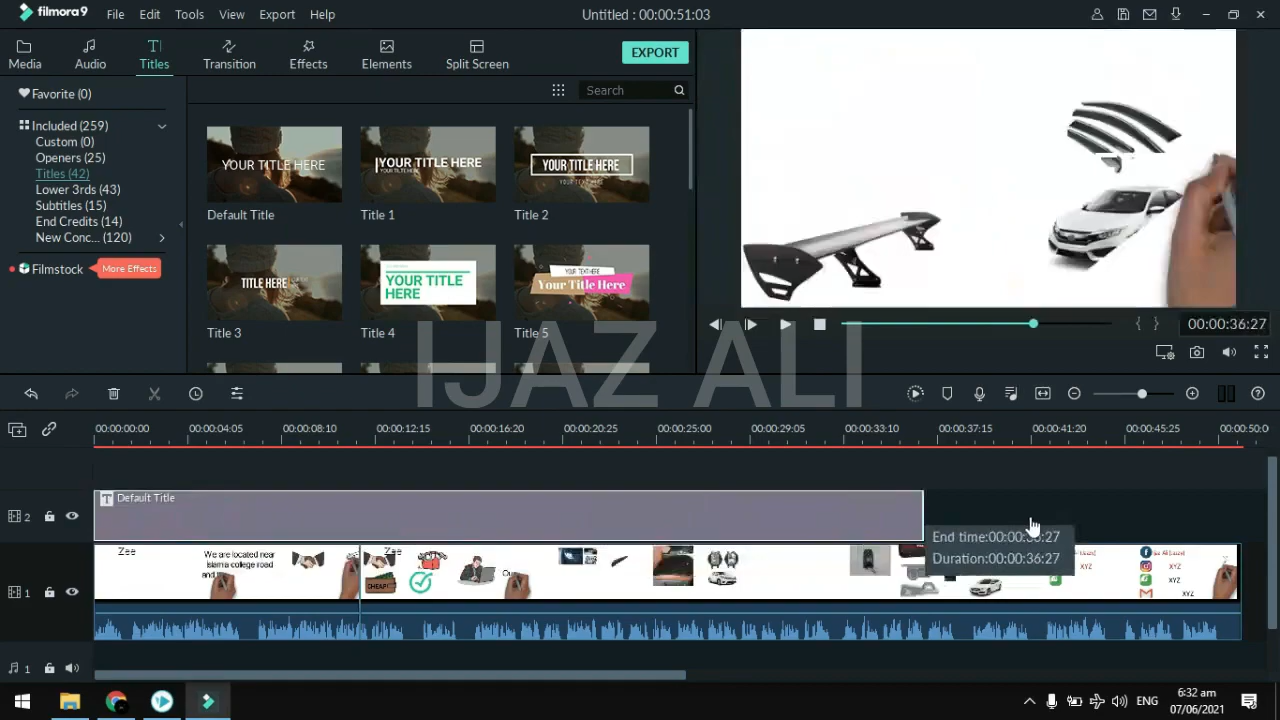 filmora9
File Edit Tools View Export Help
Untitled : 00:00:51:03
Media Audio Titles Transition Effects Elements Split Screen
EXPORT
Favorite (0)
Included (259)
Custom (0)
Openers (25)
Titles (42)
Lower 3rds (43)
Subtitles (15)
End Credits (14)
New Conc... (120)
Filmstock More Effects
Search
YOUR TITLE HERE
Default Title
YOUR TITLE HERE
Title 1
YOUR TITLE HERE
Title 2
TITLE HERE
Title 3
YOUR TITLE HERE
Title 4
YOUR TEXT HERE
Your Title Here
Title 5
00:00:36:27
IJAZ ALI
00:00:00:00 00:00:04:05 00:00:08:10 00:00:12:15 00:00:16:20 00:00:20:25 00:00:25:00 00:00:29:05 00:00:33:10 00:00:37:15 00:00:41:20 00:00:45:25 00:00:50:0
2
T Default Title
End time:00:00:36:27
Duration:00:00:36:27
1
Zee
We are located near
islamia college road
and
Zee
CHEAP
Our
XYZ
XYZ
XYZ
1
ENG
6:32 am
07/06/2021